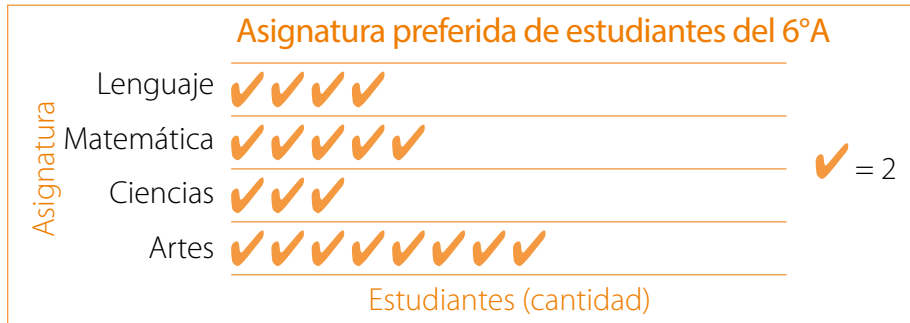 Asignatura preferida de estudiantes del 6°A
Asignatura
Lenguaje
Matemática
Ciencias
Artes
= 2
Estudiantes (cantidad)